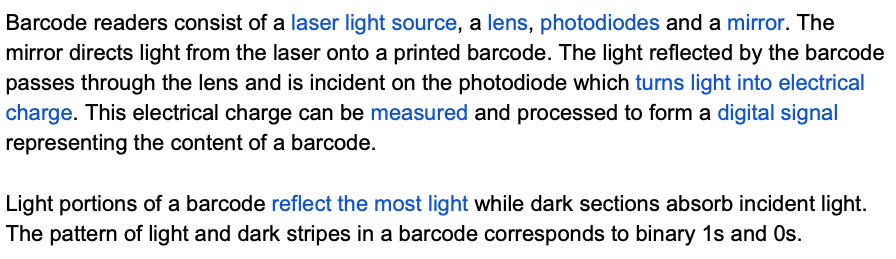 Barcode readers consist of a laser light source, a lens, photodiodes and a mirror. The
mirror directs light from the laser onto a printed barcode. The light reflected by the barcode
passes through the lens and is incident on the photodiode which turns light into electrical
charge. This electrical charge can be measured and processed to form a digital signal
representing the content of a barcode.
Light portions of a barcode reflect the most light while dark sections absorb incident light.
The pattern of light and dark stripes in a barcode corresponds to binary 1s and 0s.